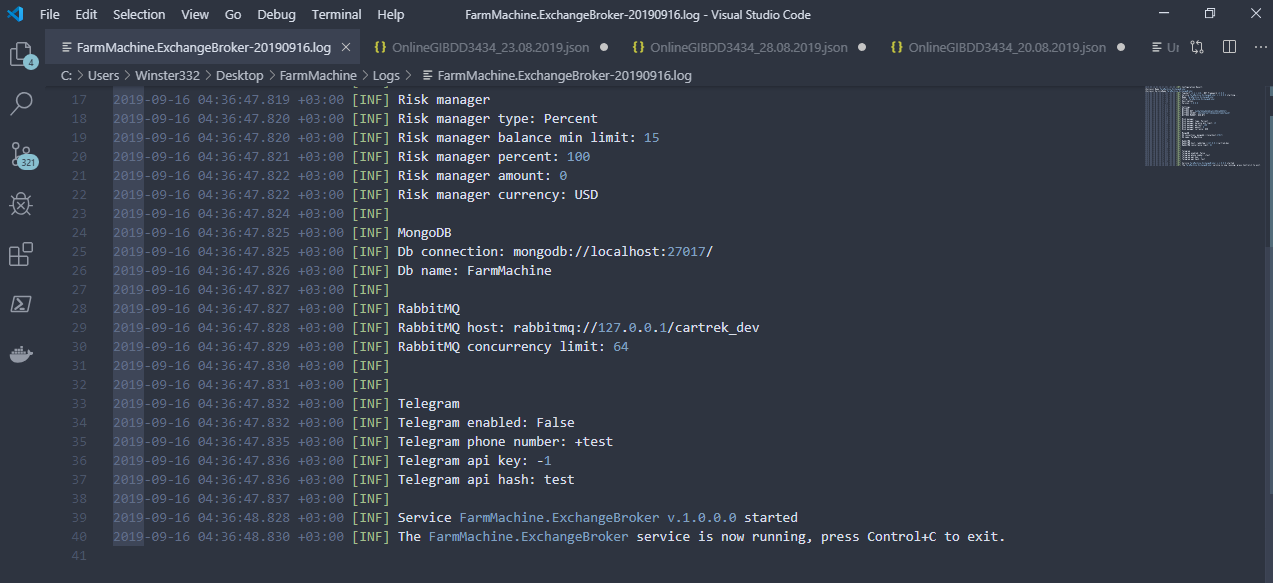 File Edit Selection View Go Debug Terminal Help FarmMachine.ExchangeBroker-20190916.log - Visual Studio Code
FarmMachine.ExchangeBroker-20190916.log OnlineGIBDD3434_23.08.2019.json OnlineGIBDD3434_28.08.2019.json OnlineGIBDD3434_20.08.2019.json Ur
C: > Users > Winster332 > Desktop > FarmMachine > Logs > FarmMachine.ExchangeBroker-20190916.log
4
321
17 2019-09-16 04:36:47.819 +03:00 [INF] Risk manager
18 2019-09-16 04:36:47.820 +03:00 [INF] Risk manager type: Percent
19 2019-09-16 04:36:47.820 +03:00 [INF] Risk manager balance min limit: 15
20 2019-09-16 04:36:47.821 +03:00 [INF] Risk manager percent: 100
21 2019-09-16 04:36:47.822 +03:00 [INF] Risk manager amount: 0
22 2019-09-16 04:36:47.822 +03:00 [INF] Risk manager currency: USD
23 2019-09-16 04:36:47.824 +03:00 [INF]
24 2019-09-16 04:36:47.825 +03:00 [INF] MongoDB
25 2019-09-16 04:36:47.825 +03:00 [INF] Db connection: mongodb://localhost:27017/
26 2019-09-16 04:36:47.826 +03:00 [INF] Db name: FarmMachine
27 2019-09-16 04:36:47.827 +03:00 [INF]
28 2019-09-16 04:36:47.827 +03:00 [INF] RabbitMQ
29 2019-09-16 04:36:47.828 +03:00 [INF] RabbitMQ host: rabbitmq://127.0.0.1/cartrek_dev
30 2019-09-16 04:36:47.829 +03:00 [INF] RabbitMQ concurrency limit: 64
31 2019-09-16 04:36:47.830 +03:00 [INF]
32 2019-09-16 04:36:47.831 +03:00 [INF]
33 2019-09-16 04:36:47.832 +03:00 [INF] Telegram
34 2019-09-16 04:36:47.832 +03:00 [INF] Telegram enabled: False
35 2019-09-16 04:36:47.835 +03:00 [INF] Telegram phone number: +test
36 2019-09-16 04:36:47.836 +03:00 [INF] Telegram api key: -1
37 2019-09-16 04:36:47.836 +03:00 [INF] Telegram api hash: test
38 2019-09-16 04:36:47.837 +03:00 [INF]
39 2019-09-16 04:36:48.828 +03:00 [INF] Service FarmMachine.ExchangeBroker v.1.0.0.0 started
40 2019-09-16 04:36:48.830 +03:00 [INF] The FarmMachine.ExchangeBroker service is now running, press Control+C to exit.
41